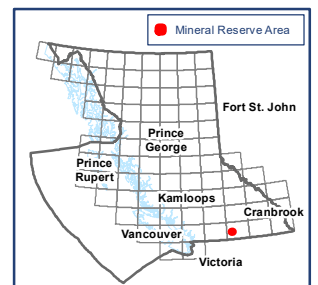 Mineral Reserve Area
Fort St. John
Prince
George
Prince
Rupert
Kamloops
Cranbrook
Vancouver
Victoria